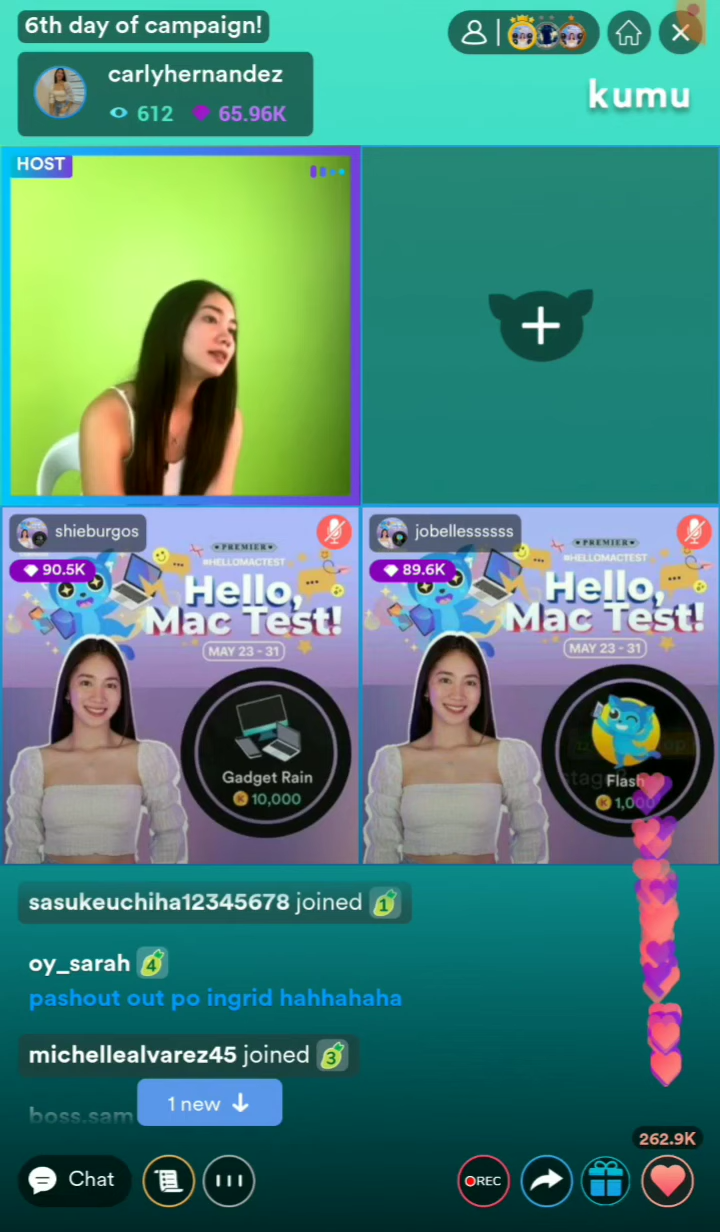 6th day of campaign!
carlyhernandez
612 65.96K
kumu
HOST
shieburgos
90.5K
PREMIER
#HELLOMACTEST
Hello,
Mac Test!
MAY 23 - 31
Gadget Rain
10,000
jobellessssss
89.6K
PREMIER
#HELLOMACTEST
Hello,
Mac Test!
MAY 23 - 31
Flash
1,000
sasukeuchiha12345678 joined 1
oy_sarah 4
pashout out po ingrid hahhahaha
michellealvarez45 joined 3
boss.sam
1 new
262.9K
Chat
REC